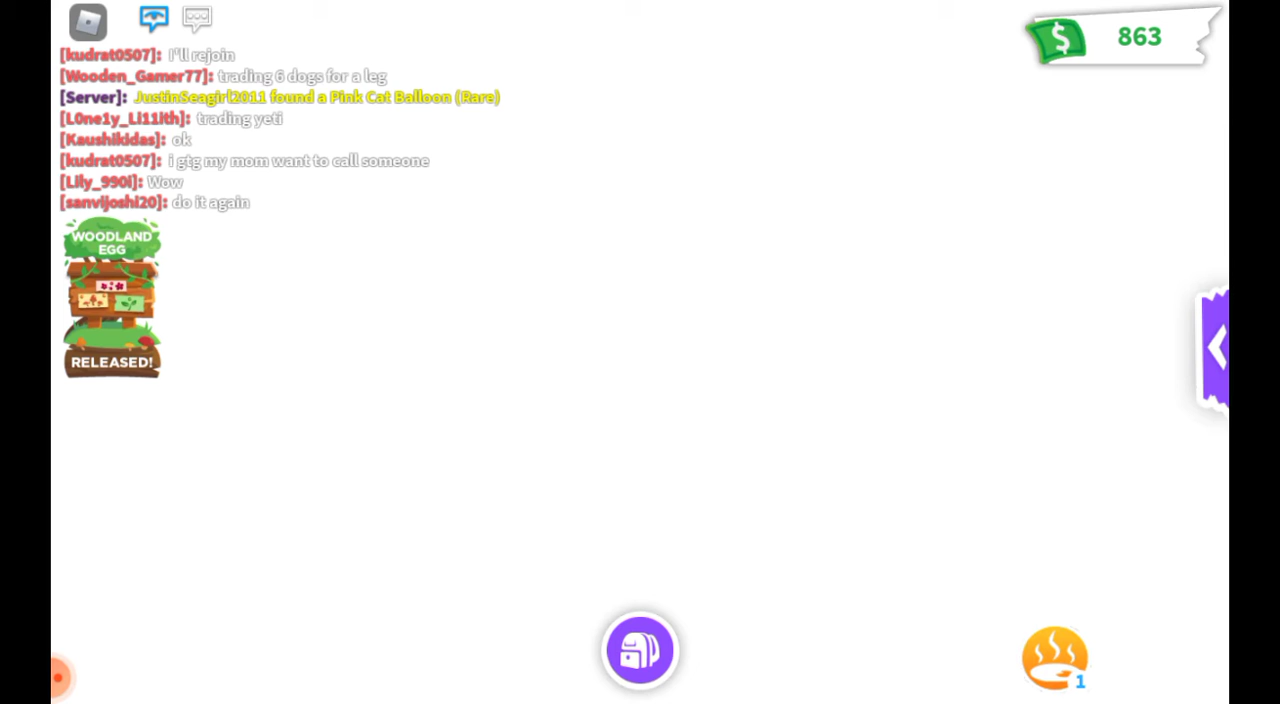 863
[kudrat0507]: I'll rejoin
[Wooden_Gamer77]: trading 6 dogs for a leg
[Server]: JustinSeagirl2011 found a Pink Cat Balloon (Rare)
[L0ne1y_Li11ith]: trading yeti
[Kaushikidas]: ok
[kudrat0507]: i gtg my mom want to call someone
[Lily_990i]: Wow
[sanvijoshi20]: do it again
WOODLAND
EGG
RELEASED!
1